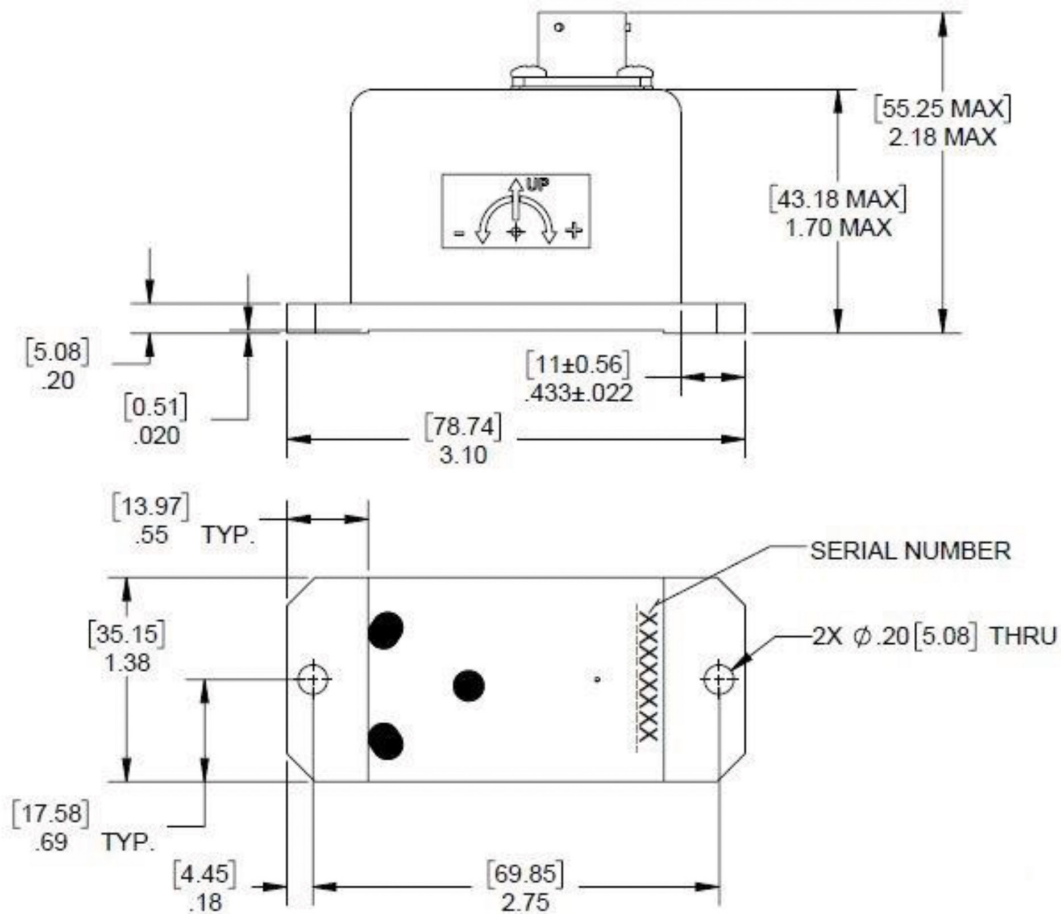 [55.25 MAX]
2.18 MAX
[43.18 MAX]
1.70 MAX
UP
- +
[5.08]
.20
[0.51]
.020
[11±0.56]
.433±.022
[78.74]
3.10
[13.97]
.55 TYP.
SERIAL NUMBER
[35.15]
1.38
2X ⌀ .20 [5.08] THRU
XXXXXXXX
[17.58]
.69 TYP.
[4.45]
.18
[69.85]
2.75